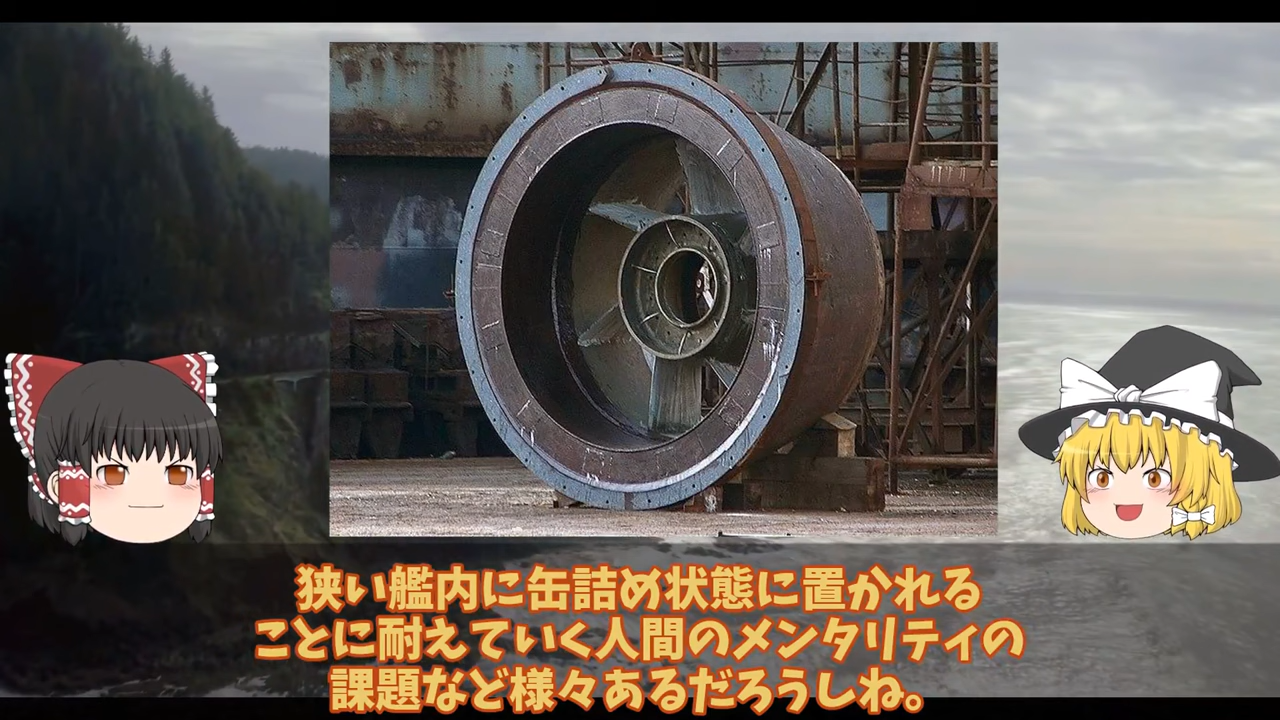 狭い艦内に缶詰め状態に置かれる
ことに耐えていく人間のメンタリティの
課題など様々あるだろうしね。